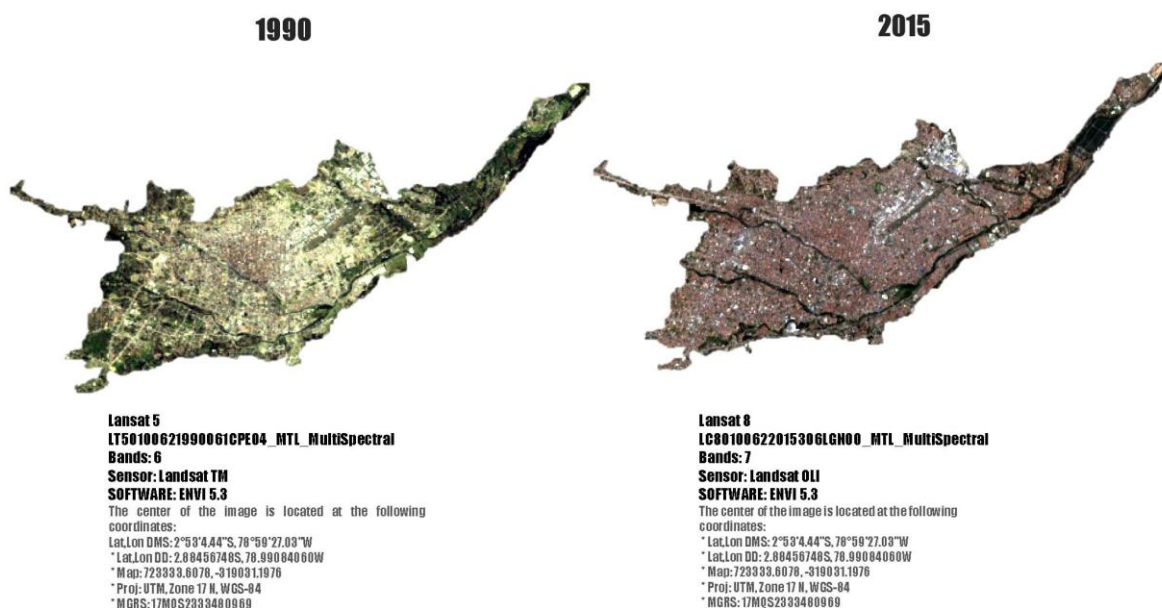 1990
2015
Lansat 5
LT50100621990061CPE04_MTL_MultiSpectral
Bands: 6
Sensor: Landsat TM
SOFTWARE: ENVI 5.3
The center of the image is located at the following
coordinates:
Lat,Lon DMS: 2°53'4.44"S, 78°59'27.03"W
* Lat,Lon DD: 2.88456748S, 78.99084060W
* Map: 723333.6078, -319031.1976
* Proj: UTM, Zone 17 N, WGS-84
* MGRS: 17MQS2333480969
Lansat 8
LC80100622015306LGN00_MTL_MultiSpectral
Bands: 7
Sensor: Landsat OLI
SOFTWARE: ENVI 5.3
The center of the image is located at the following
coordinates:
* Lat,Lon DMS: 2°53'4.44"S, 78°59'27.03"W
* Lat,Lon DD: 2.88456748S, 78.99084060W
* Map: 723333.6078, -319031.1976
* Proj: UTM, Zone 17 N, WGS-84
* MGRS: 17MQS2333480969